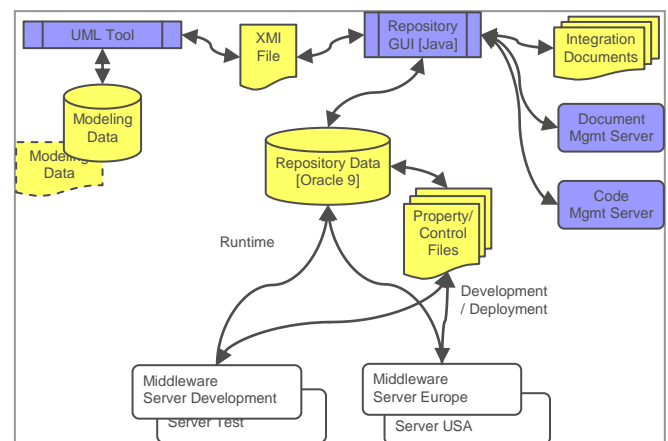 UML Tool
XMI
File
Repository
GUI [Java]
Integration
Documents
Modeling
Data
Modeling
Data
Document
Mgmt Server
Repository Data
[Oracle 9]
Code
Mgmt Server
Property/
Control
Files
Runtime
Development
/ Deployment
Middleware
Server Development
Server Test
Middleware
Server Europe
Server USA